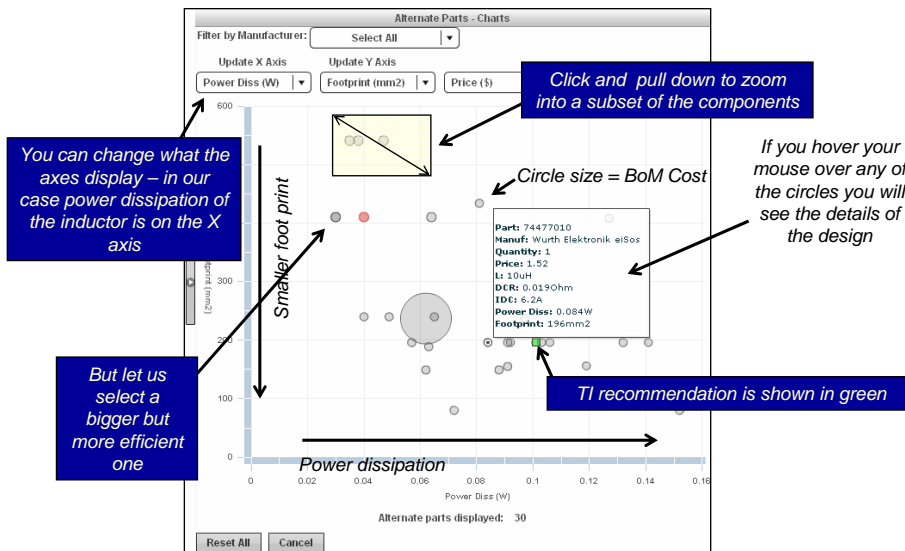 Alternate Parts - Charts
Filter by Manufacturer:
Select All
Update X Axis
Update Y Axis
Power Diss (W)
Footprint (mm2)
Price ($)
Click and pull down to zoom
into a subset of the components
You can change what the
axes display – in our
case power dissipation of
the inductor is on the X
axis
If you hover your
mouse over any of
the circles you will
see the details of
the design
Circle size = BoM Cost
Smaller foot print
Part: 74477010
Manuf: Wurth Elektronik eiSos
Quantity: 1
Price: 1.52
L: 10uH
DCR: 0.019Ohm
IDC: 6.2A
Power Diss: 0.084W
Footprint: 196mm2
But let us
select a
bigger but
more efficient
one
TI recommendation is shown in green
Power dissipation
600
300
200
100
0
(mm2)
0
0.02
0.04
0.06
0.08
0.1
0.12
0.14
0.16
Power Diss (W)
Alternate parts displayed: 30
Reset All
Cancel